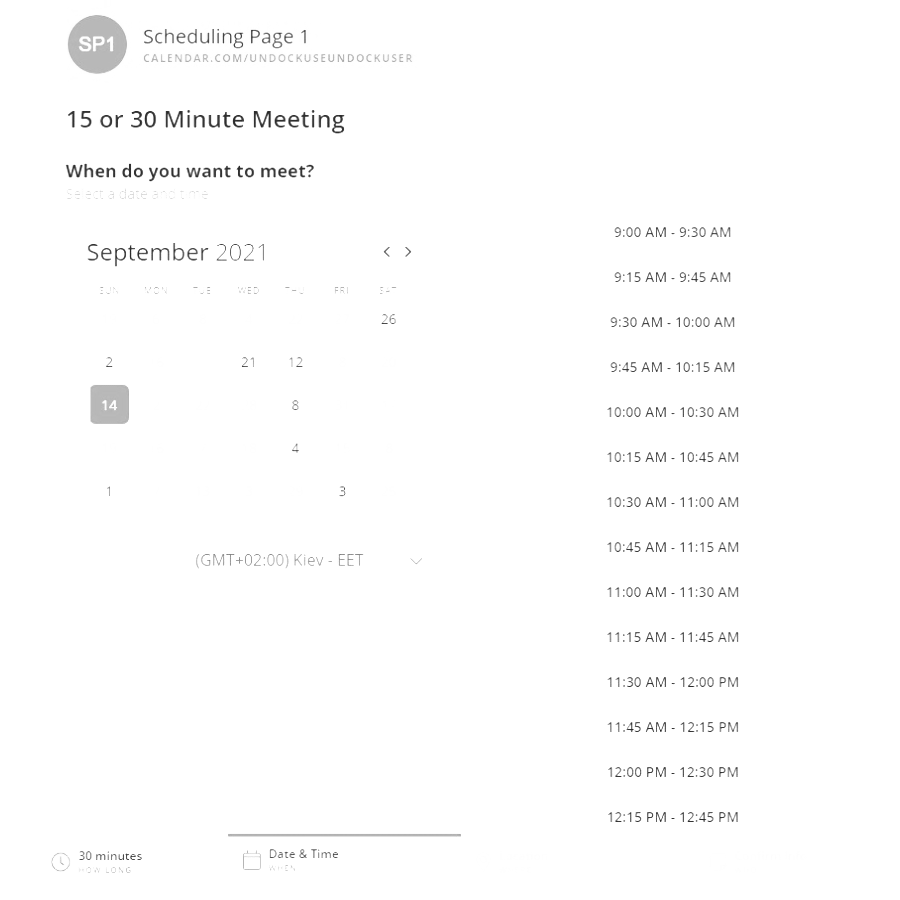 SP1
Scheduling Page 1
CALENDAR.COM/UNDOCKUSEUNDOCKUSER
15 or 30 Minute Meeting
When do you want to meet?
Select a date and time
September 2021
SUN MON TUE WED THU FRI SAT
26
2 21 12
14 8
4
1 3
(GMT+02:00) Kiev - EET
9:00 AM - 9:30 AM
9:15 AM - 9:45 AM
9:30 AM - 10:00 AM
9:45 AM - 10:15 AM
10:00 AM - 10:30 AM
10:15 AM - 10:45 AM
10:30 AM - 11:00 AM
10:45 AM - 11:15 AM
11:00 AM - 11:30 AM
11:15 AM - 11:45 AM
11:30 AM - 12:00 PM
11:45 AM - 12:15 PM
12:00 PM - 12:30 PM
12:15 PM - 12:45 PM
30 minutes
HOW LONG
Date & Time
WHEN